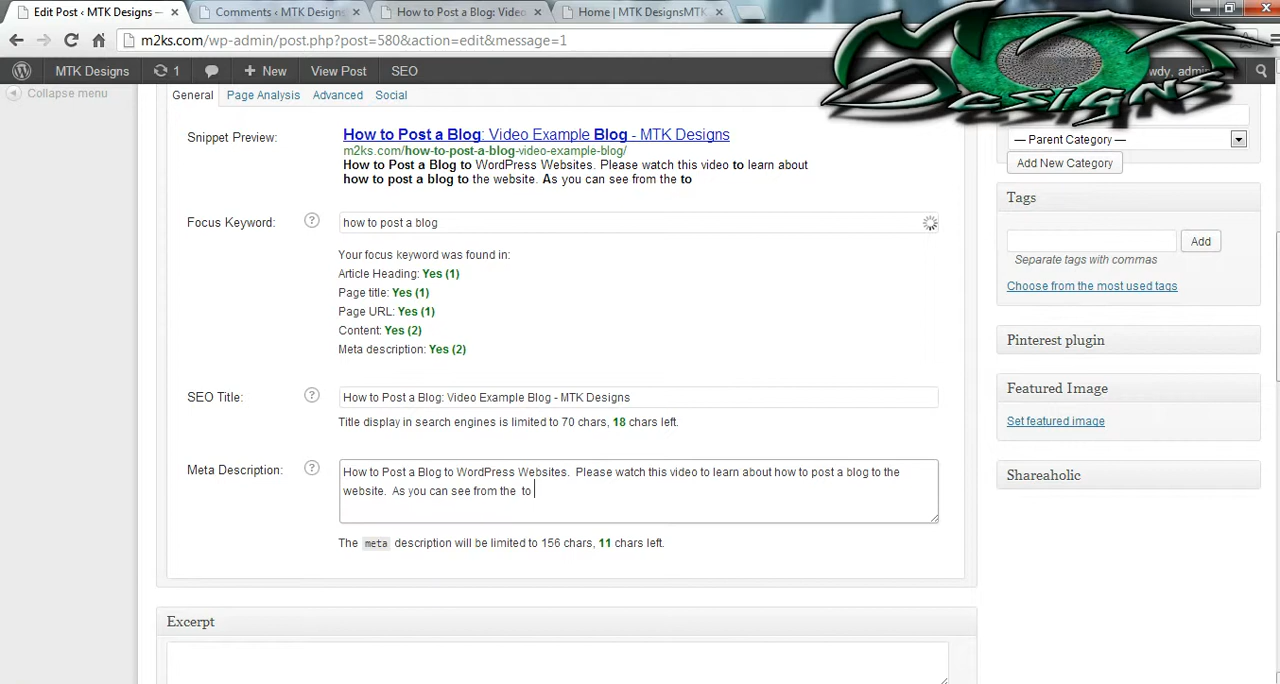 Edit Post ‹ MTK Designs —
Comments ‹ MTK Designs
How to Post a Blog: Video
Home | MTK DesignsMTK
m2ks.com/wp-admin/post.php?post=580&action=edit&message=1
MTK Designs
1
New
View Post
SEO
admin
MTK Designs
Collapse menu
General
Page Analysis
Advanced
Social
— Parent Category —
Add New Category
Snippet Preview:
How to Post a Blog: Video Example Blog - MTK Designs
m2ks.com/how-to-post-a-blog-video-example-blog/
How to Post a Blog to WordPress Websites. Please watch this video to learn about
how to post a blog to the website. As you can see from the to
Tags
Focus Keyword:
?
how to post a blog
Add
Separate tags with commas
Choose from the most used tags
Your focus keyword was found in:
Article Heading: Yes (1)
Page title: Yes (1)
Page URL: Yes (1)
Content: Yes (2)
Meta description: Yes (2)
Pinterest plugin
Featured Image
Set featured image
SEO Title:
?
How to Post a Blog: Video Example Blog - MTK Designs
Title display in search engines is limited to 70 chars, 18 chars left.
Meta Description:
?
How to Post a Blog to WordPress Websites.  Please watch this video to learn about how to post a blog to the
website.  As you can see from the  to
Shareaholic
The meta description will be limited to 156 chars, 11 chars left.
Excerpt